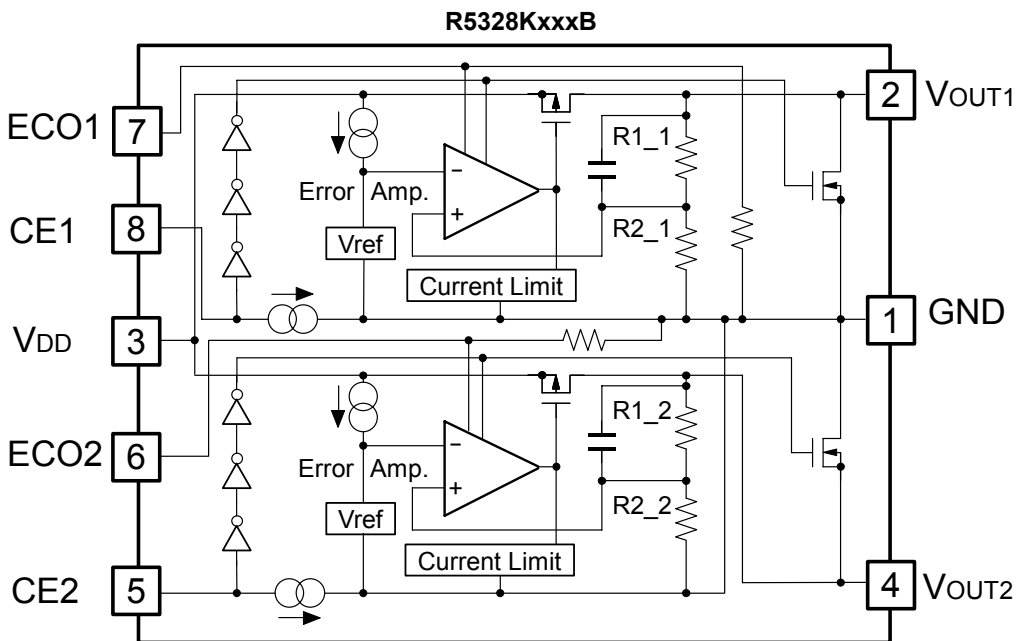 R5328KxxxB
ECO1 7
2 VOUT1
R1_1
Error Amp.
−
+
CE1 8
R2_1
Vref
Current Limit
VDD 3
1 GND
R1_2
ECO2 6
Error Amp.
−
+
Vref
R2_2
Current Limit
CE2 5
4 VOUT2